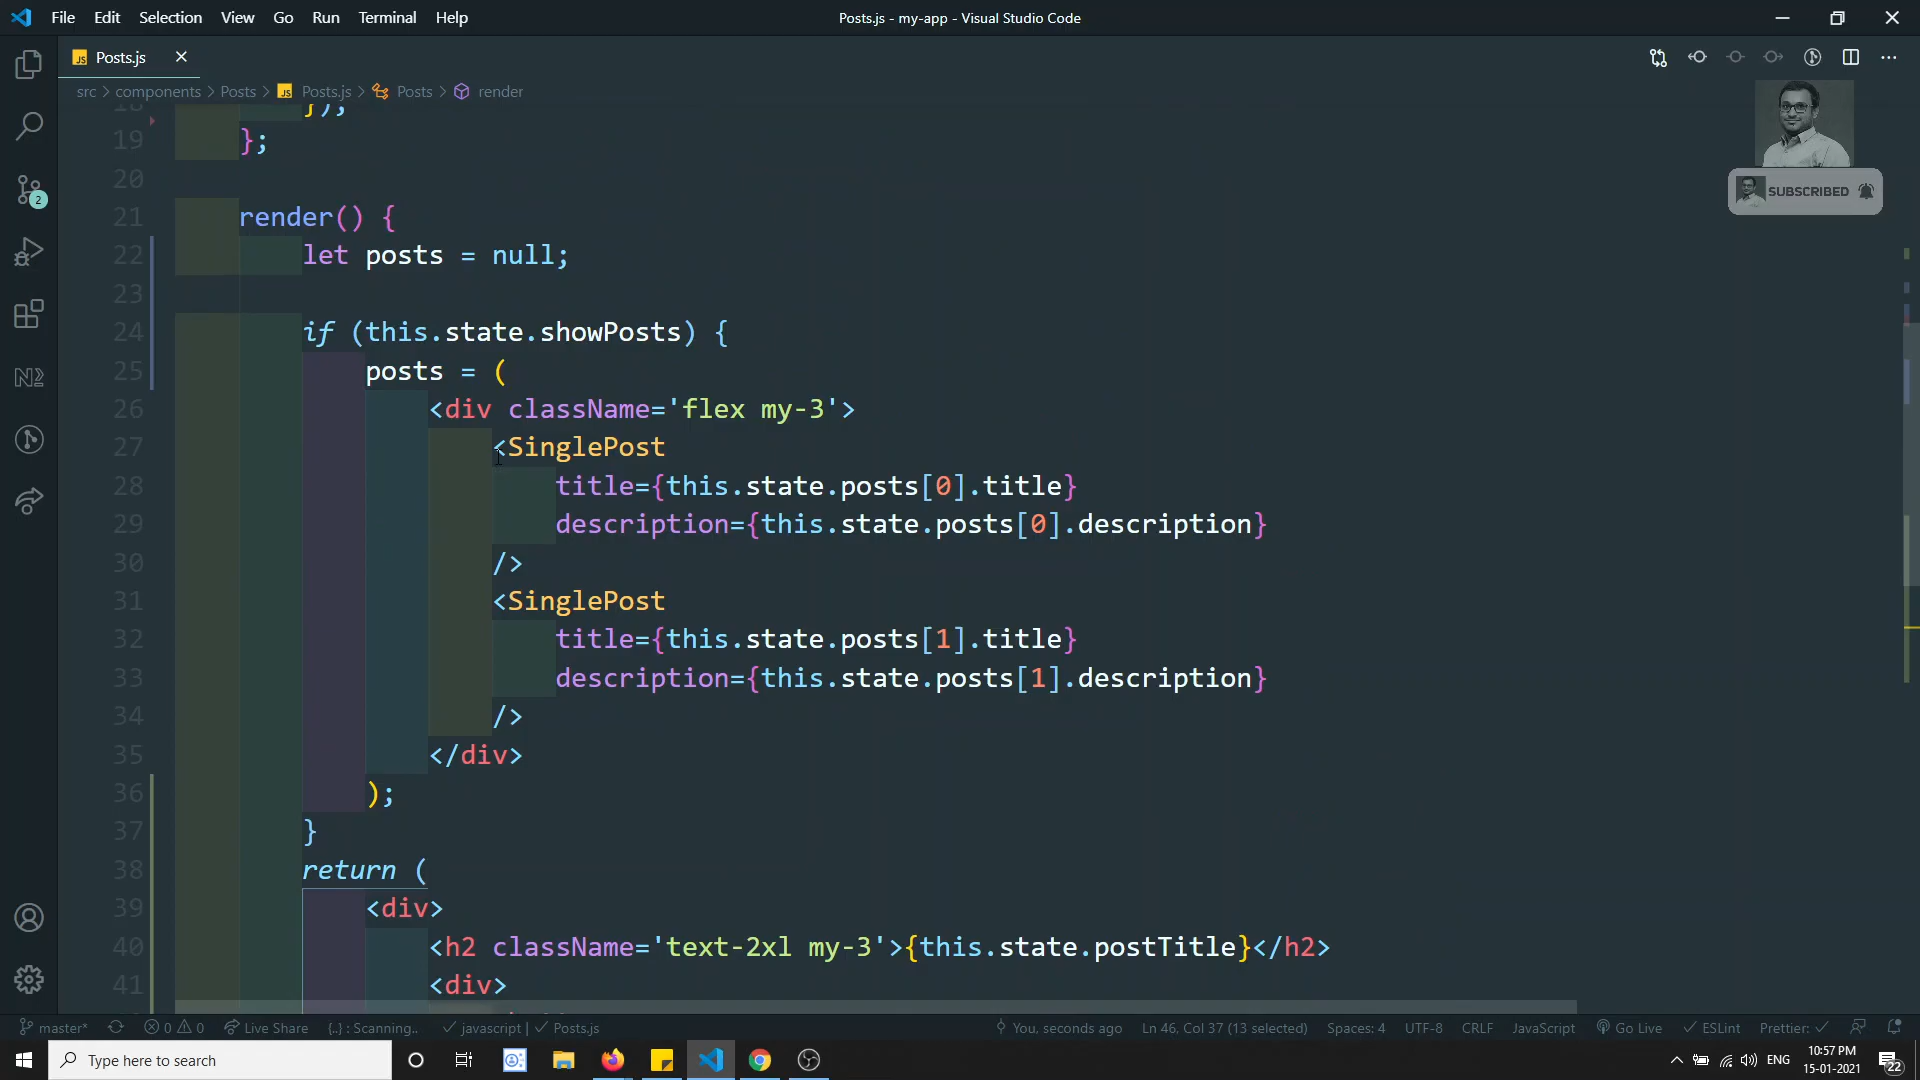 File Edit Selection View Go Run Terminal Help
Posts.js - my-app - Visual Studio Code
JS Posts.js
src > components > Posts > JS Posts.js > Posts > render
SUBSCRIBED
2
18 });
19 };
20
21 render() {
22 let posts = null;
23
24 if (this.state.showPosts) {
25 posts = (
26 <div className='flex my-3'>
27 <SinglePost
28 title={this.state.posts[0].title}
29 description={this.state.posts[0].description}
30 />
31 <SinglePost
32 title={this.state.posts[1].title}
33 description={this.state.posts[1].description}
34 />
35 </div>
36 );
37 }
38 return (
39 <div>
40 <h2 className='text-2xl my-3'>{this.state.postTitle}</h2>
41 <div>
master* 0 0 Live Share {..} : Scanning.. javascript | Posts.js You, seconds ago Ln 46, Col 37 (13 selected) Spaces: 4 UTF-8 CRLF JavaScript Go Live ESLint Prettier:
Type here to search
ENG
10:57 PM
15-01-2021
22